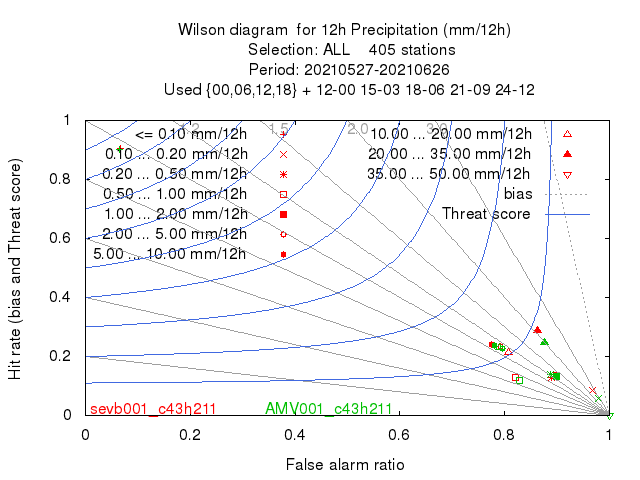 Wilson diagram  for 12h Precipitation (mm/12h)
Selection: ALL    405 stations
Period: 20210527-20210626
Used {00,06,12,18} + 12-00 15-03 18-06 21-09 24-12
Hit rate (bias and Threat score)
1
0.8
0.6
0.4
0.2
0
0 0.2 0.4 0.6 0.8 1
False alarm ratio
1.2 1.5 2.0 3.0
<= 0.10 mm/12h
0.10 ... 0.20 mm/12h
0.20 ... 0.50 mm/12h
0.50 ... 1.00 mm/12h
1.00 ... 2.00 mm/12h
2.00 ... 5.00 mm/12h
5.00 ... 10.00 mm/12h
10.00 ... 20.00 mm/12h
20.00 ... 35.00 mm/12h
35.00 ... 50.00 mm/12h
bias
Threat score
sevb001_c43h211 AMV001_c43h211